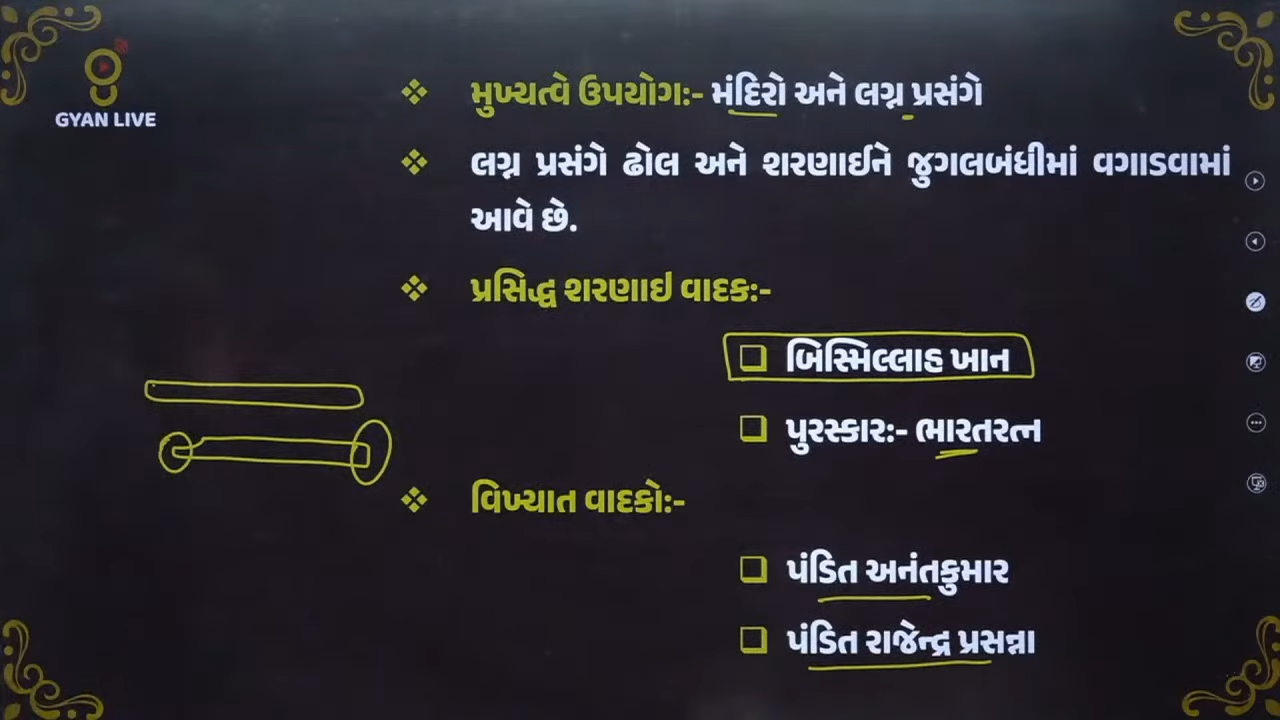 GYAN LIVE
મુખ્યત્વે ઉપયોગ:- મંદિરો અને લગ્ન પ્રસંગે
લગ્ન પ્રસંગે ઢોલ અને શરણાઈને જુગલબંધીમાં વગાડવામાં
આવે છે.
પ્રસિદ્ધ શરણાઇ વાદક:-
બિસ્મિલ્લાહ ખાન
પુરસ્કાર:- ભારતરત્ન
વિખ્યાત વાદકો:-
પંડિત અનંતકુમાર
પંડિત રાજેન્દ્ર પ્રસન્ના